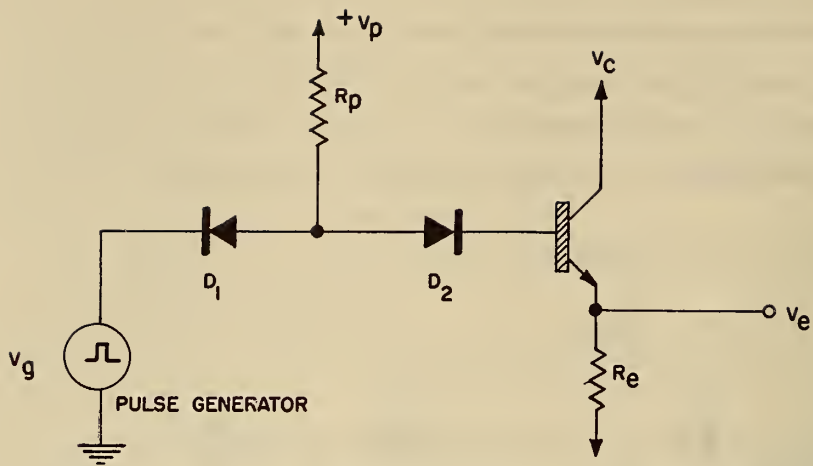 + Vp
Rp
Vc
D1
D2
Ve
Re
Vg
PULSE GENERATOR